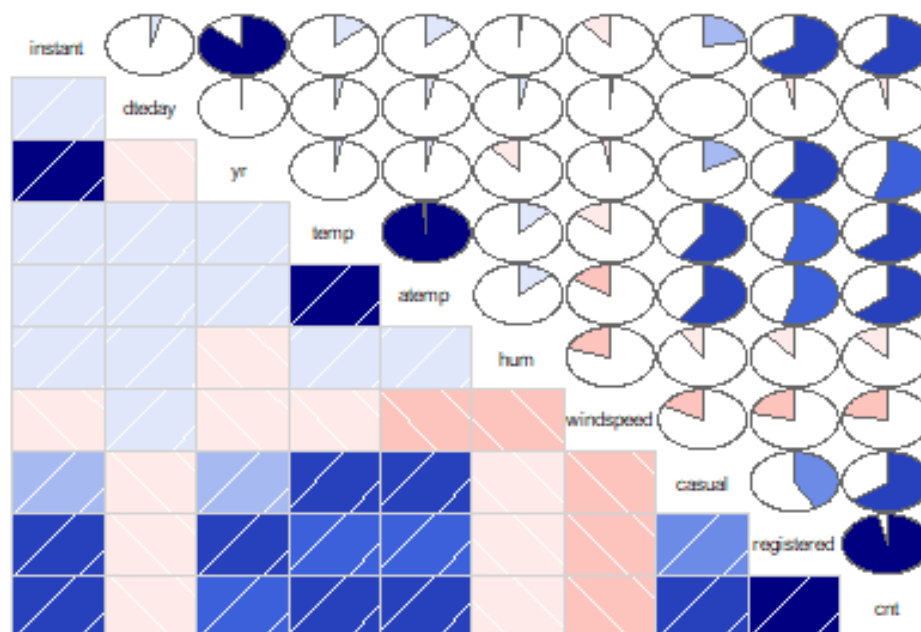 instant
dteday
yr
temp
atemp
hum
windspeed
casual
registered
cnt